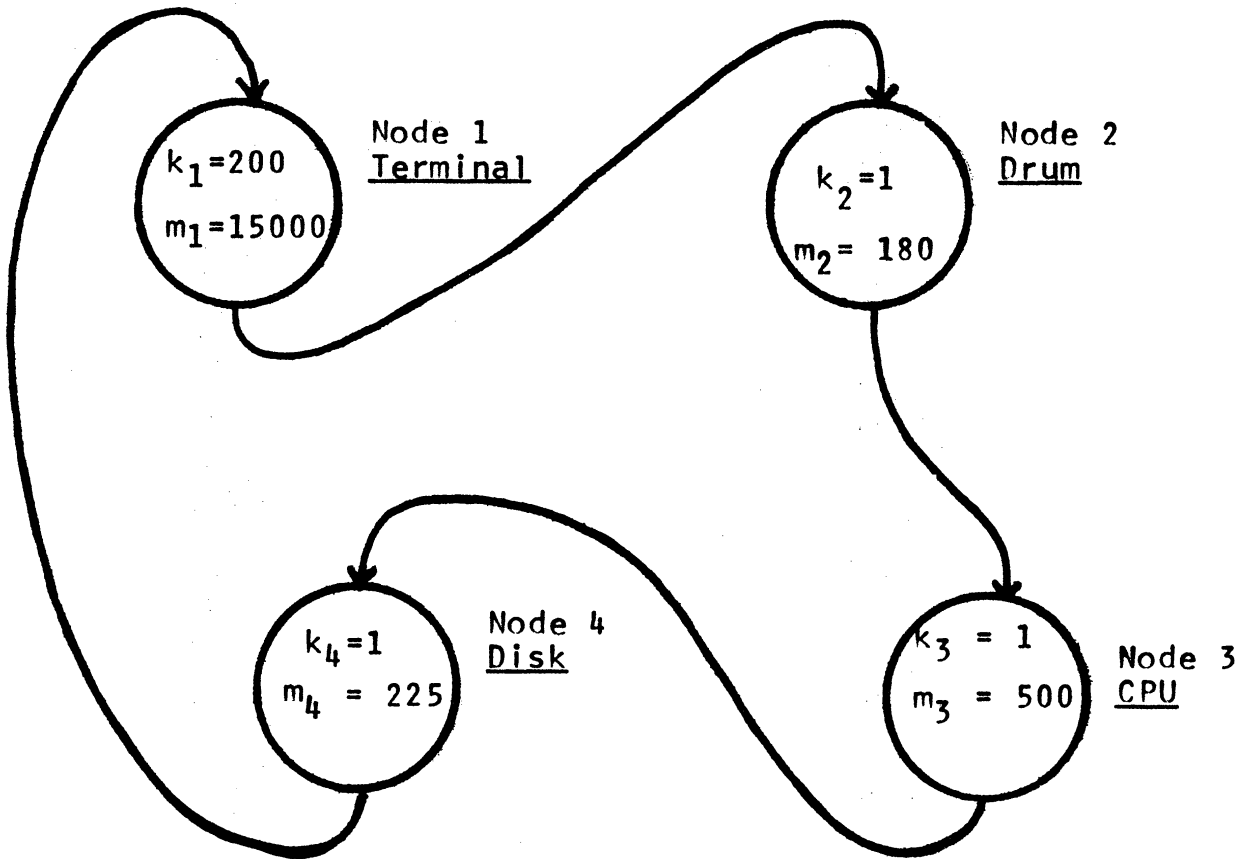 k1=200
m1=15000
Node 1
Terminal
k2=1
m2= 180
Node 2
Drum
k4=1
m4 = 225
Node 4
Disk
k3 = 1
m3 = 500
Node 3
CPU